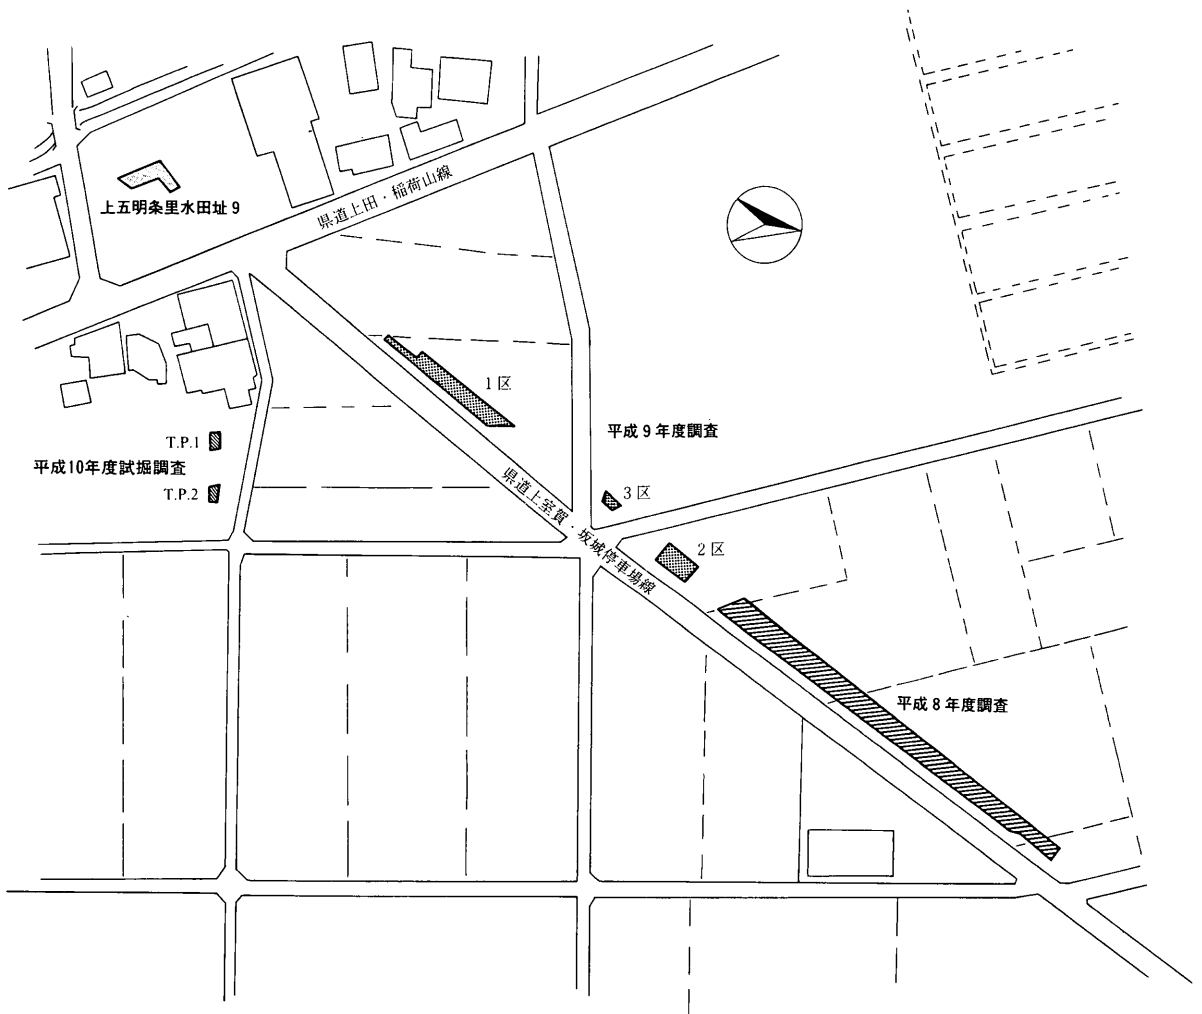 上五明条里水田址 9
県道上田・稲荷山線
1 区
平成 9 年度調査
T.P.1
平成10年度試掘調査
T.P.2
3 区
県道上室賀・坂城停車場線
2 区
平成 8 年度調査